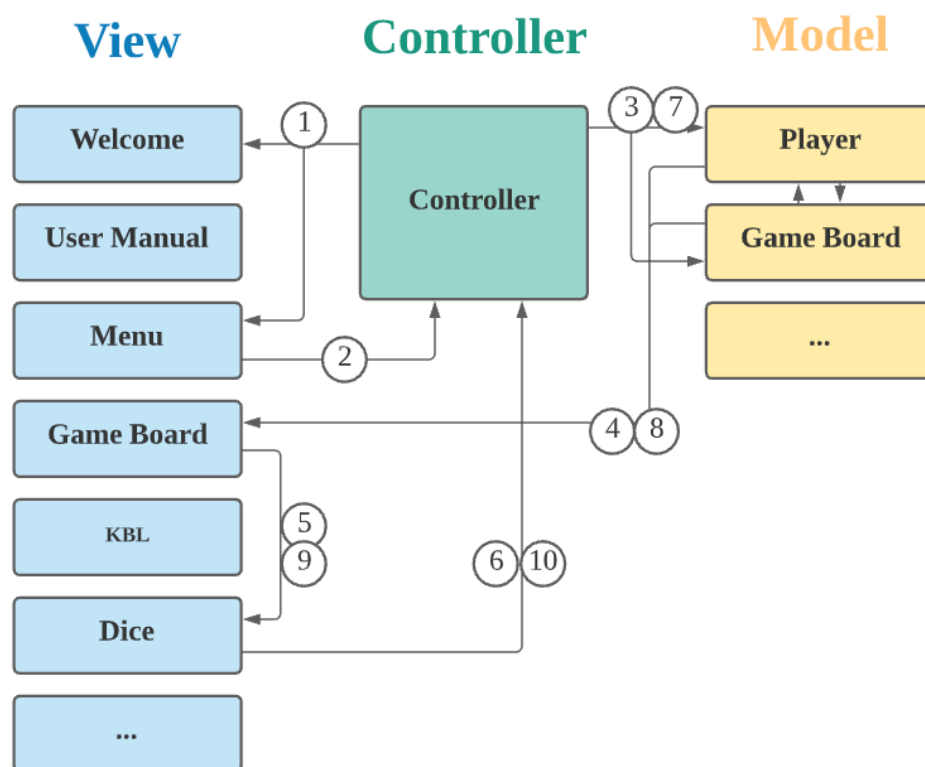 View
Controller
Model
Welcome
1
Controller
3
7
Player
User Manual
Game Board
Menu
2
...
Game Board
4
8
KBL
5
9
6
10
Dice
...